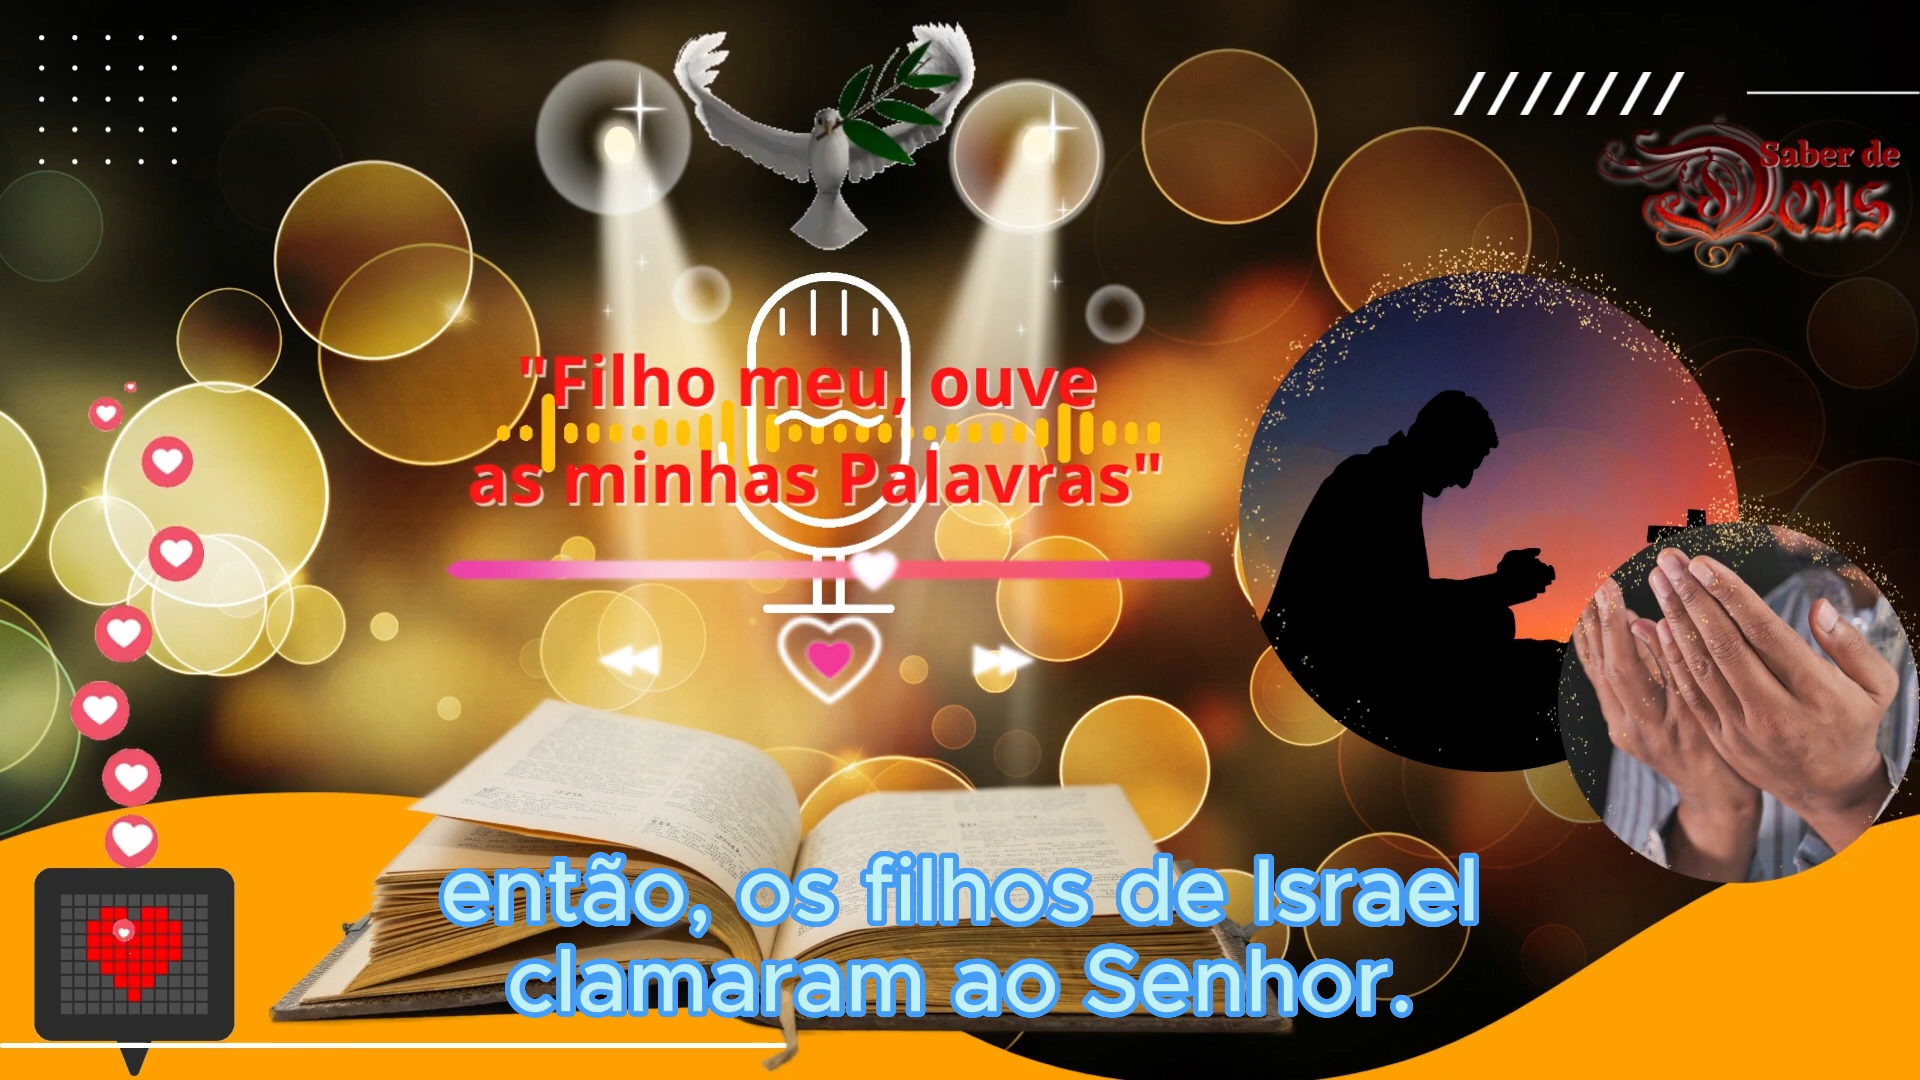 Saber de
Deus
"Filho meu, ouve
as minhas Palavras"
então, os filhos de Israel
clamaram ao Senhor.